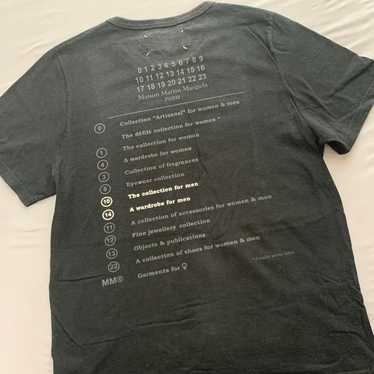 0 1 2 3 4 5 6 7 8 9
10 11 12 13 14 15 16
17 18 19 20 21 22 23
Maison Martin Margiela
PARIS
0 Collection "Artisanal" for women & men
The défilé collection for women
1 The collection for women
4 A wardrobe for women
3 Collection of fragrances
8 Eyewear collection
10 The collection for men
14 A wardrobe for men
11 A collection of accessories for women & men
12 Fine jewellery collection
13 Objects & publications
22 A collection of shoes for women & men
MM® Garments for ♀